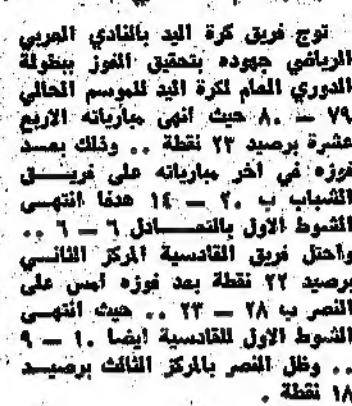 توج فريق كرة اليد بالنادي العربي
الرياضي جهوده بتحقيق الفوز ببطولة
الدوري العام لكرة اليد للموسم الحالي
٧٩ – ٨٠ حيث أنهى مبارياته الاربع
عشرة برصيد ٢٣ نقطة .. وذلك بعد
فوزه في آخر مبارياته على فريق
الشباب ب ٢٠ – ١٤ هدفا انتهى
الشوط الاول بالتعادل ٦ – ٦ ..
واحتل فريق القادسية المركز الثاني
برصيد ٢٢ نقطة بعد فوزه أمس على
النصر ب ٢٨ – ٢٣ .. حيث انتهى
الشوط الاول للقادسية ايضا ١٠ – ٩
.. وظل النصر بالمركز الثالث برصيد
١٨ نقطة .